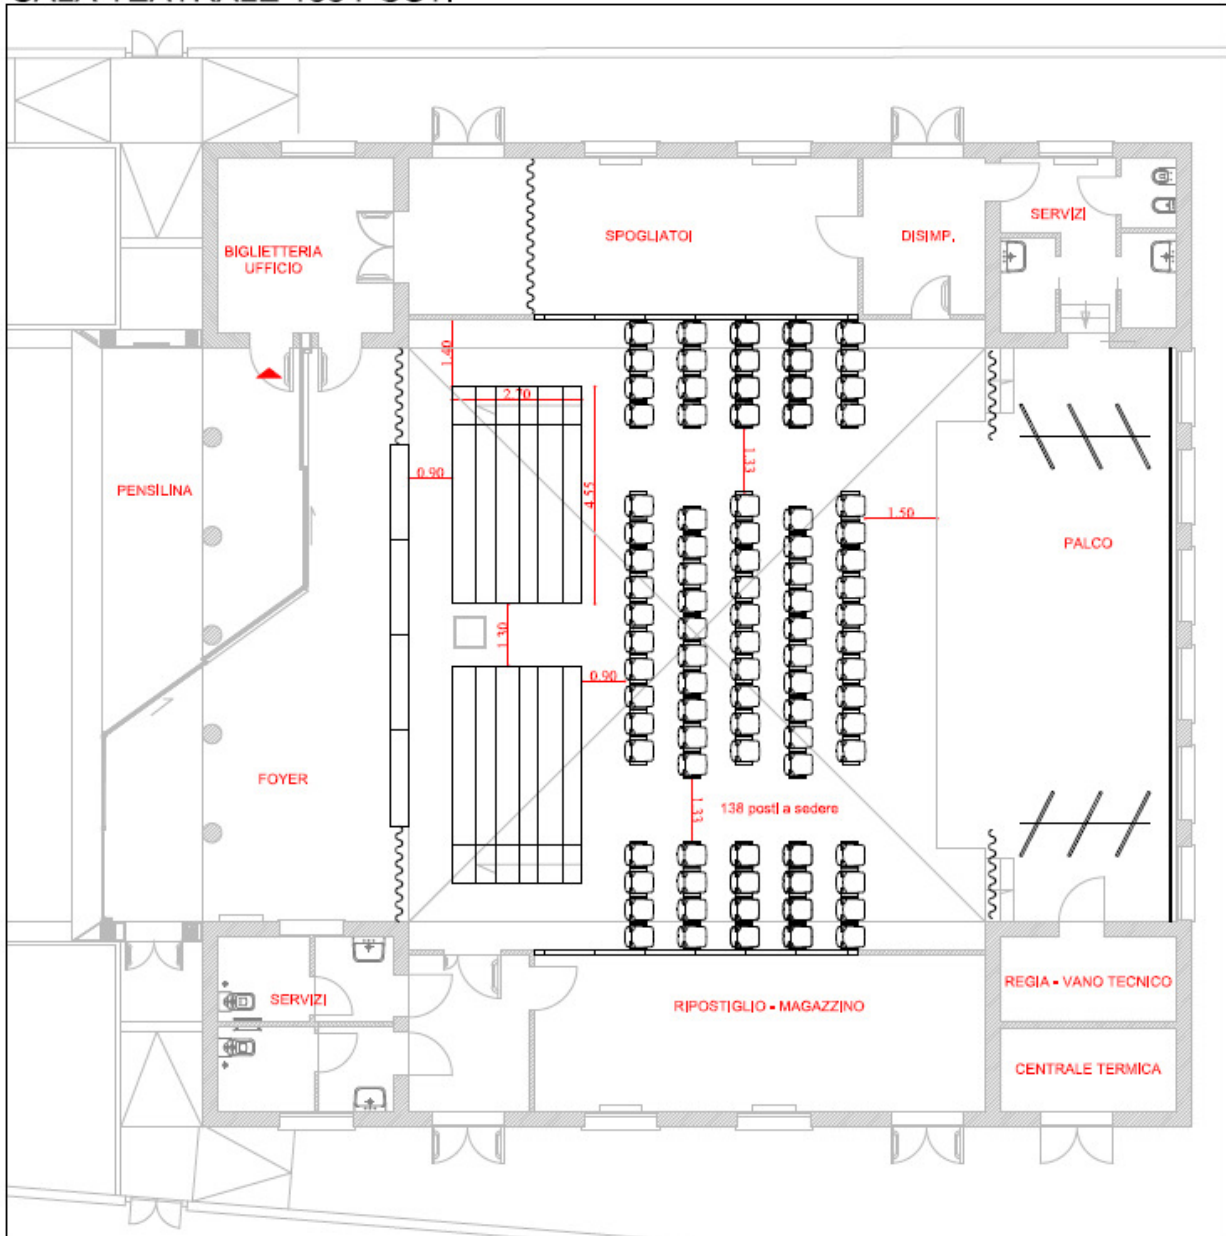 BIGLIETTERIA
UFFICIO
SPOGLIATOI
DISIMP.
SERVIZI
1.40
2.70
0.90
4.55
1.33
1.50
PENSILINA
PALCO
1.30
0.90
FOYER
1.33
138 posti a sedere
SERVIZI
RIPOSTIGLIO - MAGAZZINO
REGIA - VANO TECNICO
CENTRALE TERMICA